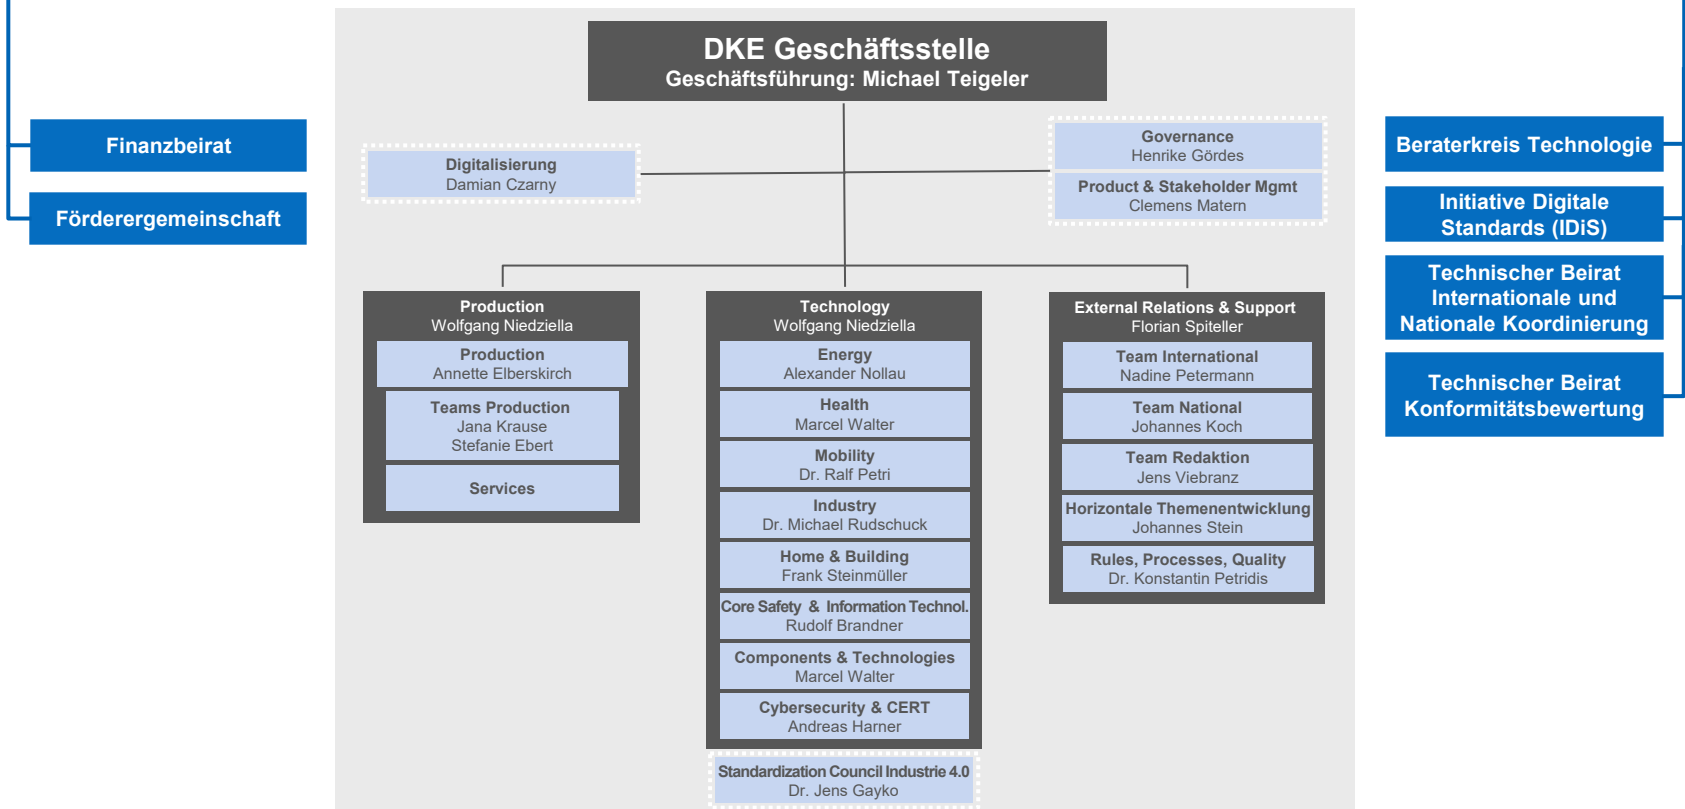 DKE Geschäftsstelle
Geschäftsführung: Michael Teigeler
Finanzbeirat
Förderergemeinschaft
Digitalisierung
Damian Czarny
Governance
Henrike Gördes
Product & Stakeholder Mgmt
Clemens Matern
Beraterkreis Technologie
Initiative Digitale
Standards (IDiS)
Technischer Beirat
Internationale und
Nationale Koordinierung
Technischer Beirat
Konformitätsbewertung
Production
Wolfgang Niedziella
Production
Annette Elberskirch
Teams Production
Jana Krause
Stefanie Ebert
Services
Technology
Wolfgang Niedziella
Energy
Alexander Nollau
Health
Marcel Walter
Mobility
Dr. Ralf Petri
Industry
Dr. Michael Rudschuck
Home & Building
Frank Steinmüller
Core Safety & Information Technol.
Rudolf Brandner
Components & Technologies
Marcel Walter
Cybersecurity & CERT
Andreas Harner
Standardization Council Industrie 4.0
Dr. Jens Gayko
External Relations & Support
Florian Spiteller
Team International
Nadine Petermann
Team National
Johannes Koch
Team Redaktion
Jens Viebranz
Horizontale Themenentwicklung
Johannes Stein
Rules, Processes, Quality
Dr. Konstantin Petridis